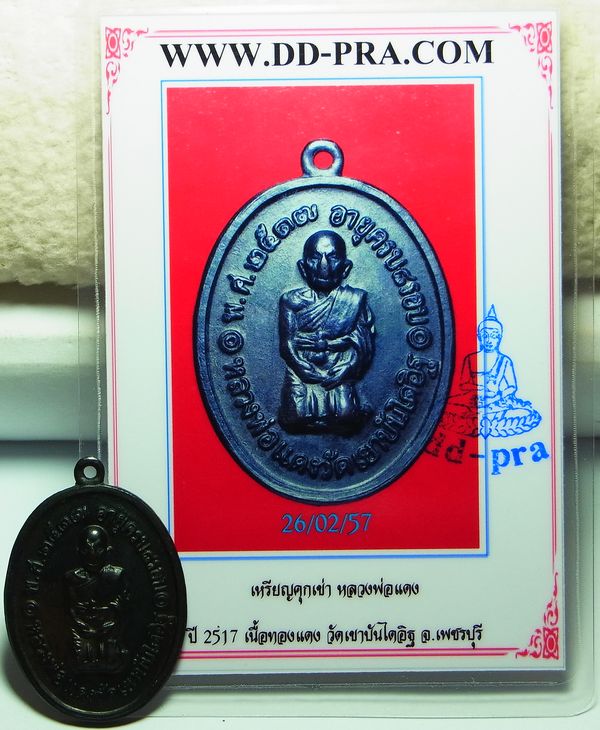 WWW.DD-PRA.COM
พ.ศ.๒๕๑๗ อายุครบ๘รอบ
หลวงพ่อแดงวัดเขาบันไดอิฐ
-pra
26/02/57
เหรียญคุกเข่า หลวงพ่อแดง
ปี 2517 เนื้อทองแดง วัดเขาบันไดอิฐ จ.เพชรบุรี